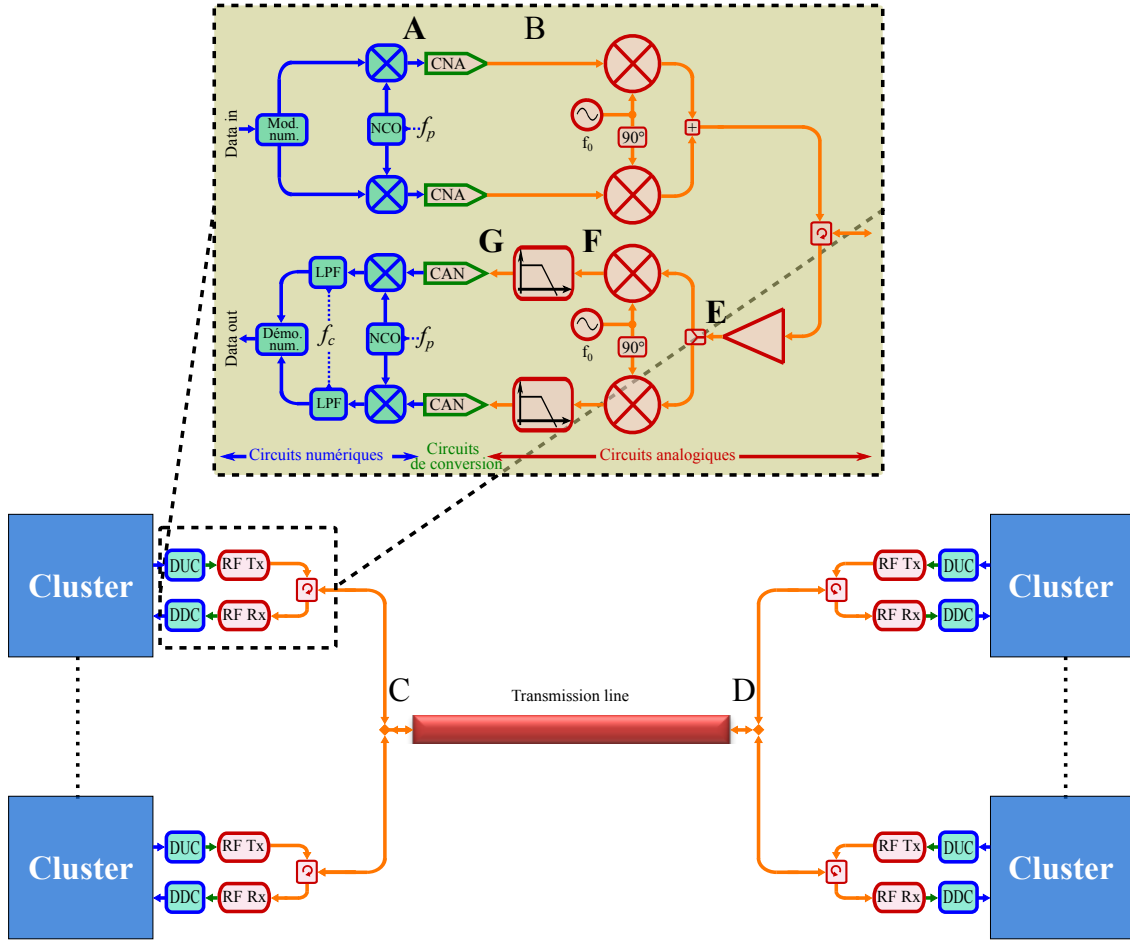 A
B
CNA
Data in
Mod.
num.
NCO
f_p
f_0
90°
+
CNA
G
F
E
LPF
CAN
Data out
Démo.
num.
f_c
NCO
f_p
f_0
90°
LPF
CAN
Circuits numériques
Circuits
de conversion
Circuits analogiques
Cluster
DUC
RF Tx
DDC
RF Rx
RF Tx
DUC
RF Rx
DDC
Cluster
C
Transmission line
D
Cluster
DUC
RF Tx
DDC
RF Rx
RF Tx
DUC
RF Rx
DDC
Cluster